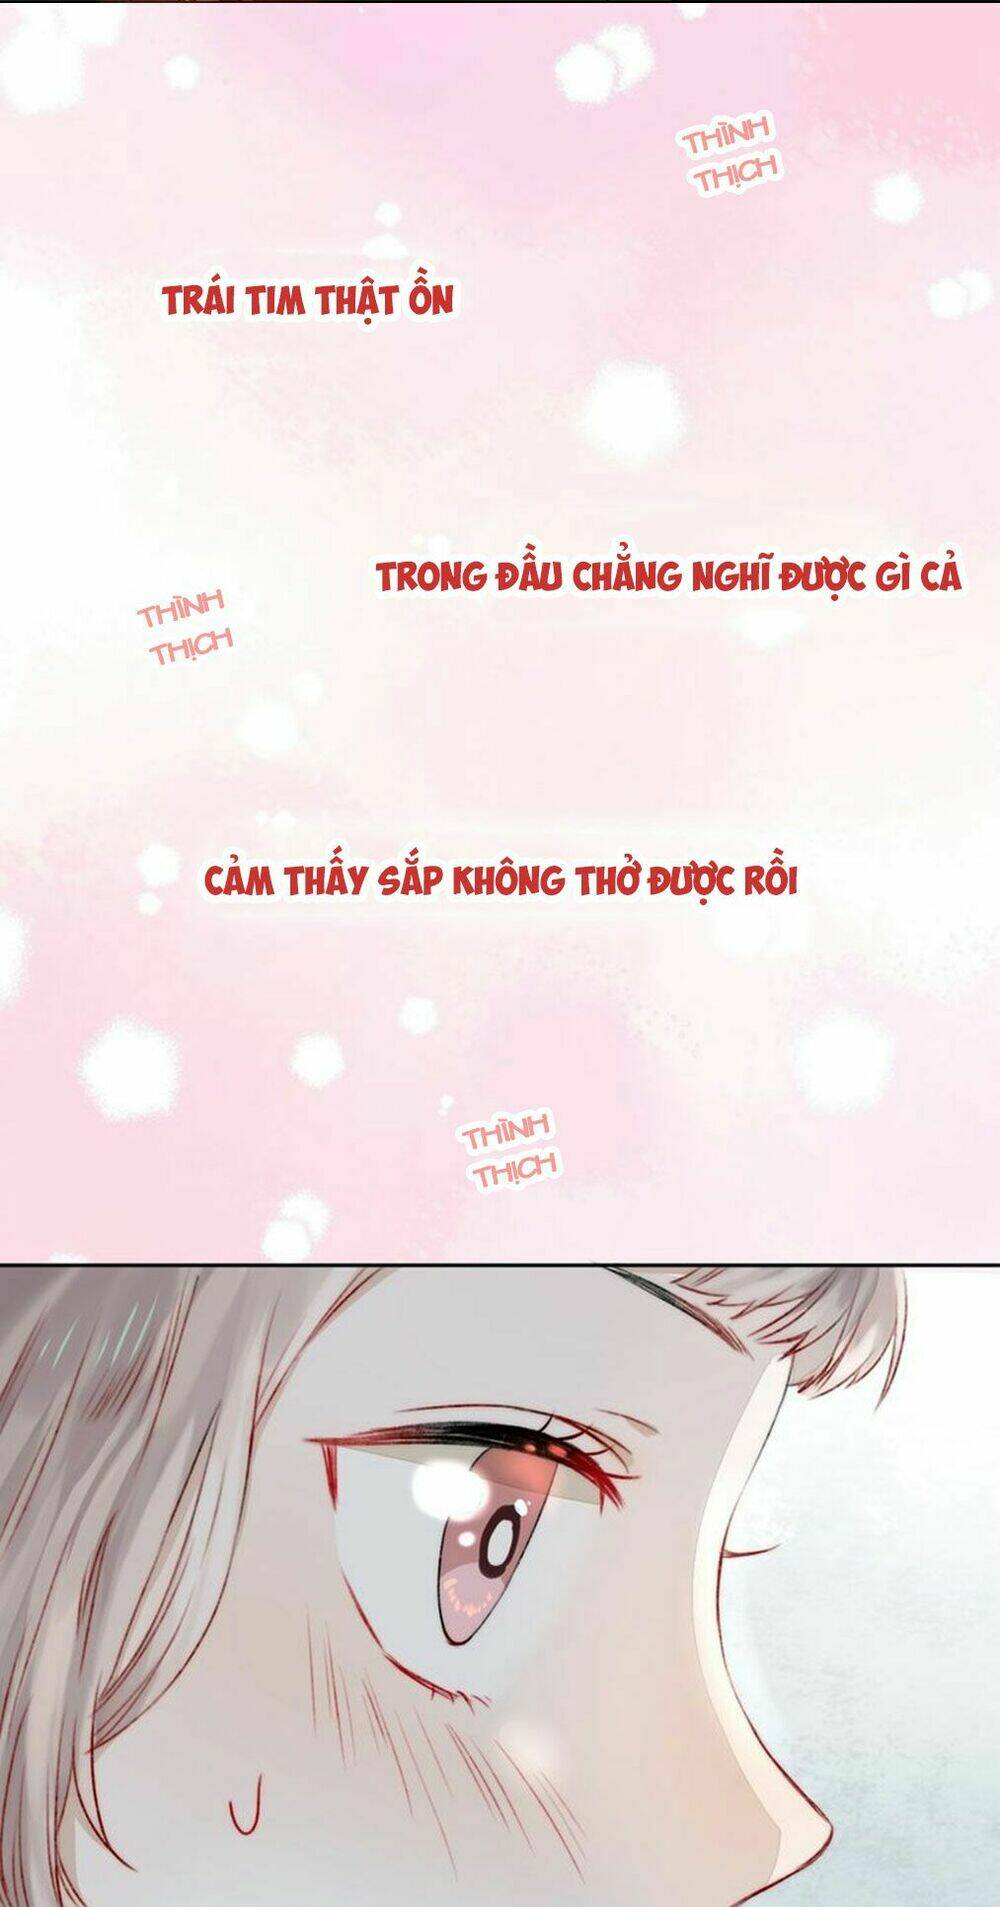 THÌNH
THỊCH
TRÁI TIM THẬT ỒN
TRONG ĐẦU CHẲNG NGHĨ ĐƯỢC GÌ CẢ
THÌNH
THỊCH
CẢM THẤY SẮP KHÔNG THỞ ĐƯỢC RỒI
THÌNH
THỊCH